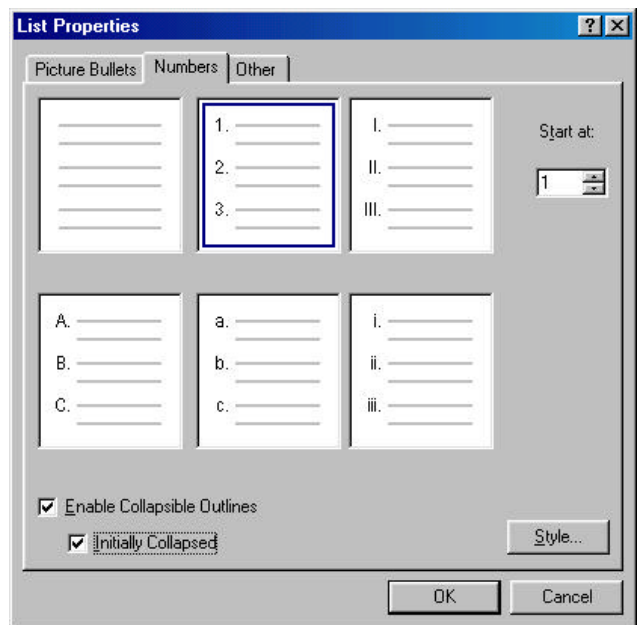 List Properties
Picture Bullets Numbers Other
1.
2.
3.
I.
II.
III.
Start at:
1
A.
B.
C.
a.
b.
c.
i.
ii.
iii.
Enable Collapsible Outlines
Initially Collapsed
Style...
OK Cancel